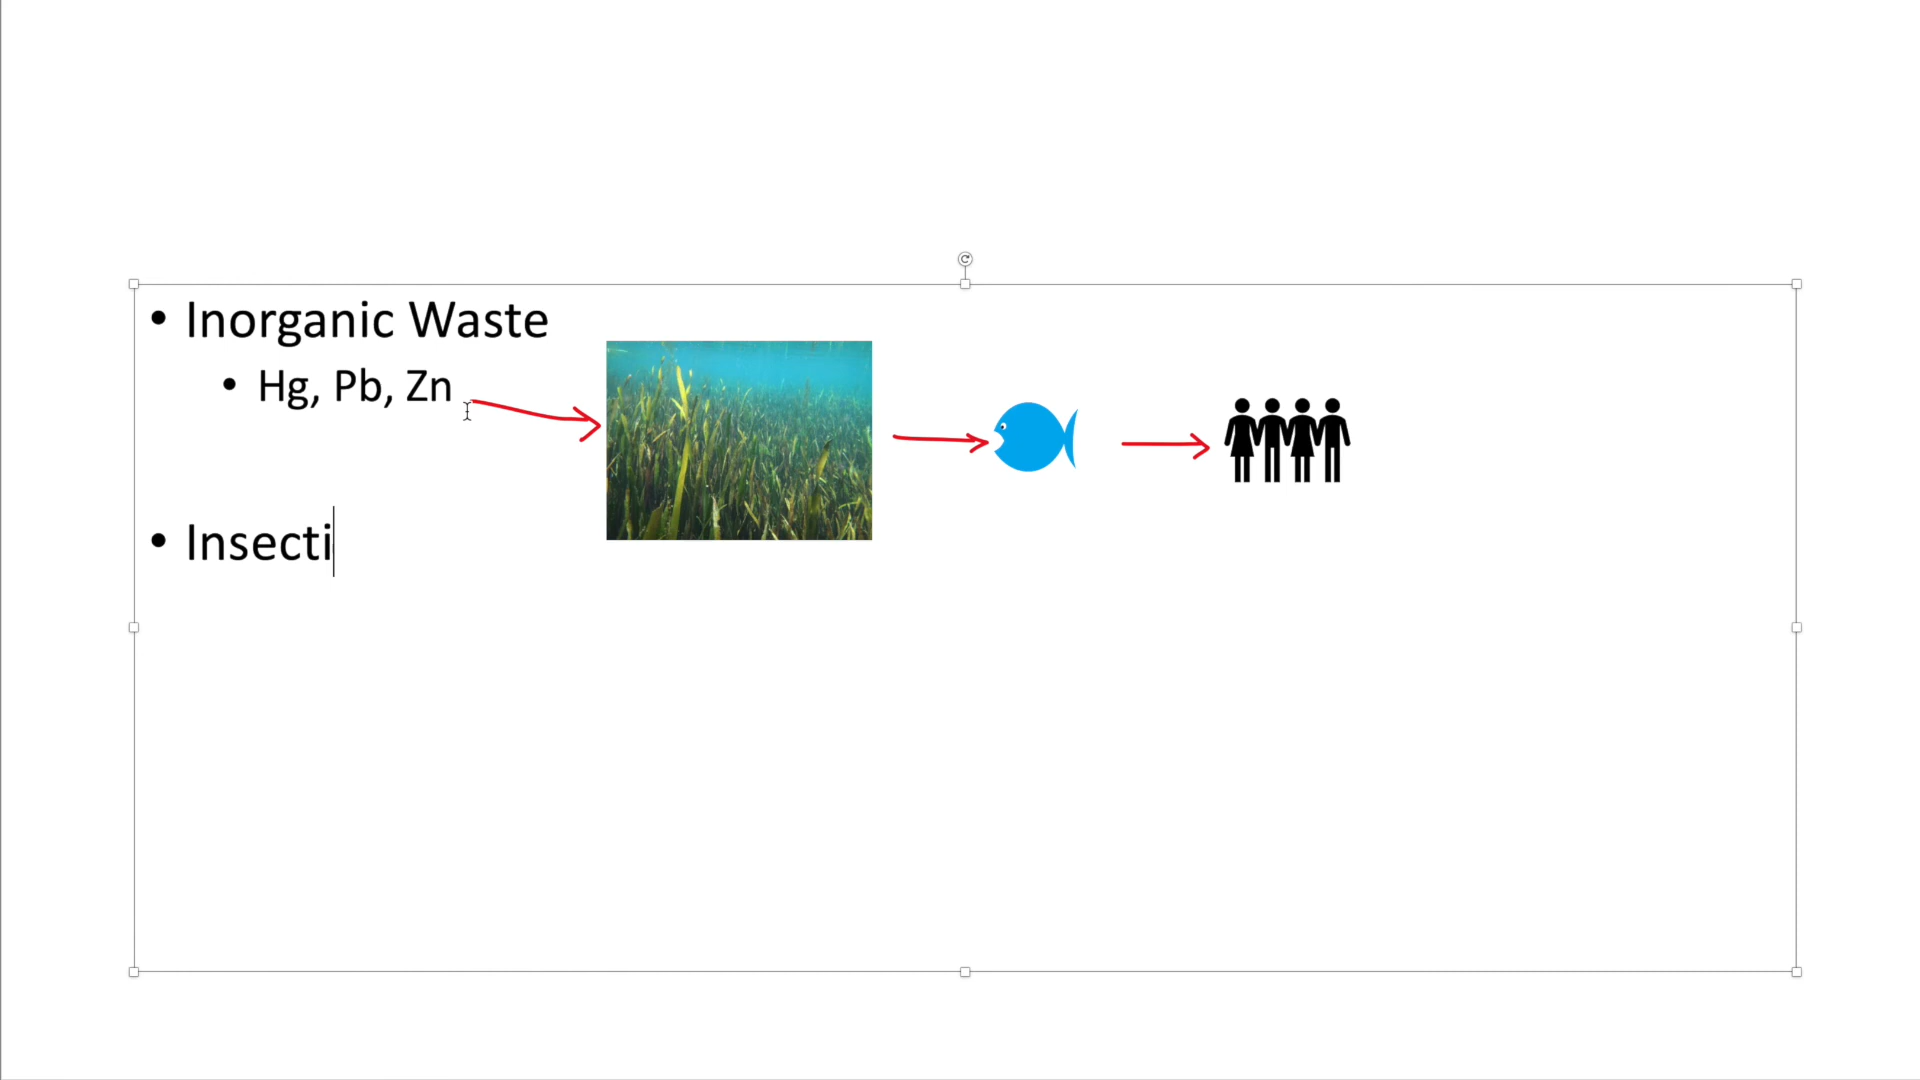 • Inorganic Waste
• Hg, Pb, Zn
• Insecti